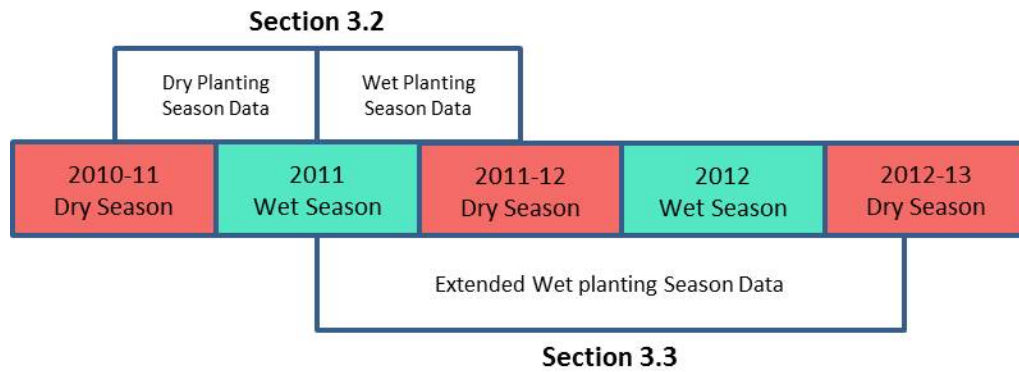 Section 3.2
Dry Planting
Season Data
Wet Planting
Season Data
2010-11
Dry Season
2011
Wet Season
2011-12
Dry Season
2012
Wet Season
2012-13
Dry Season
Extended Wet planting Season Data
Section 3.3